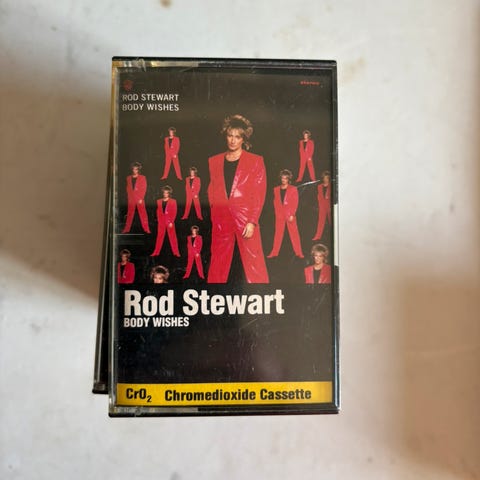 stereo
ROD STEWART
BODY WISHES
Rod Stewart
BODY WISHES
CrO₂ Chromedioxide Cassette